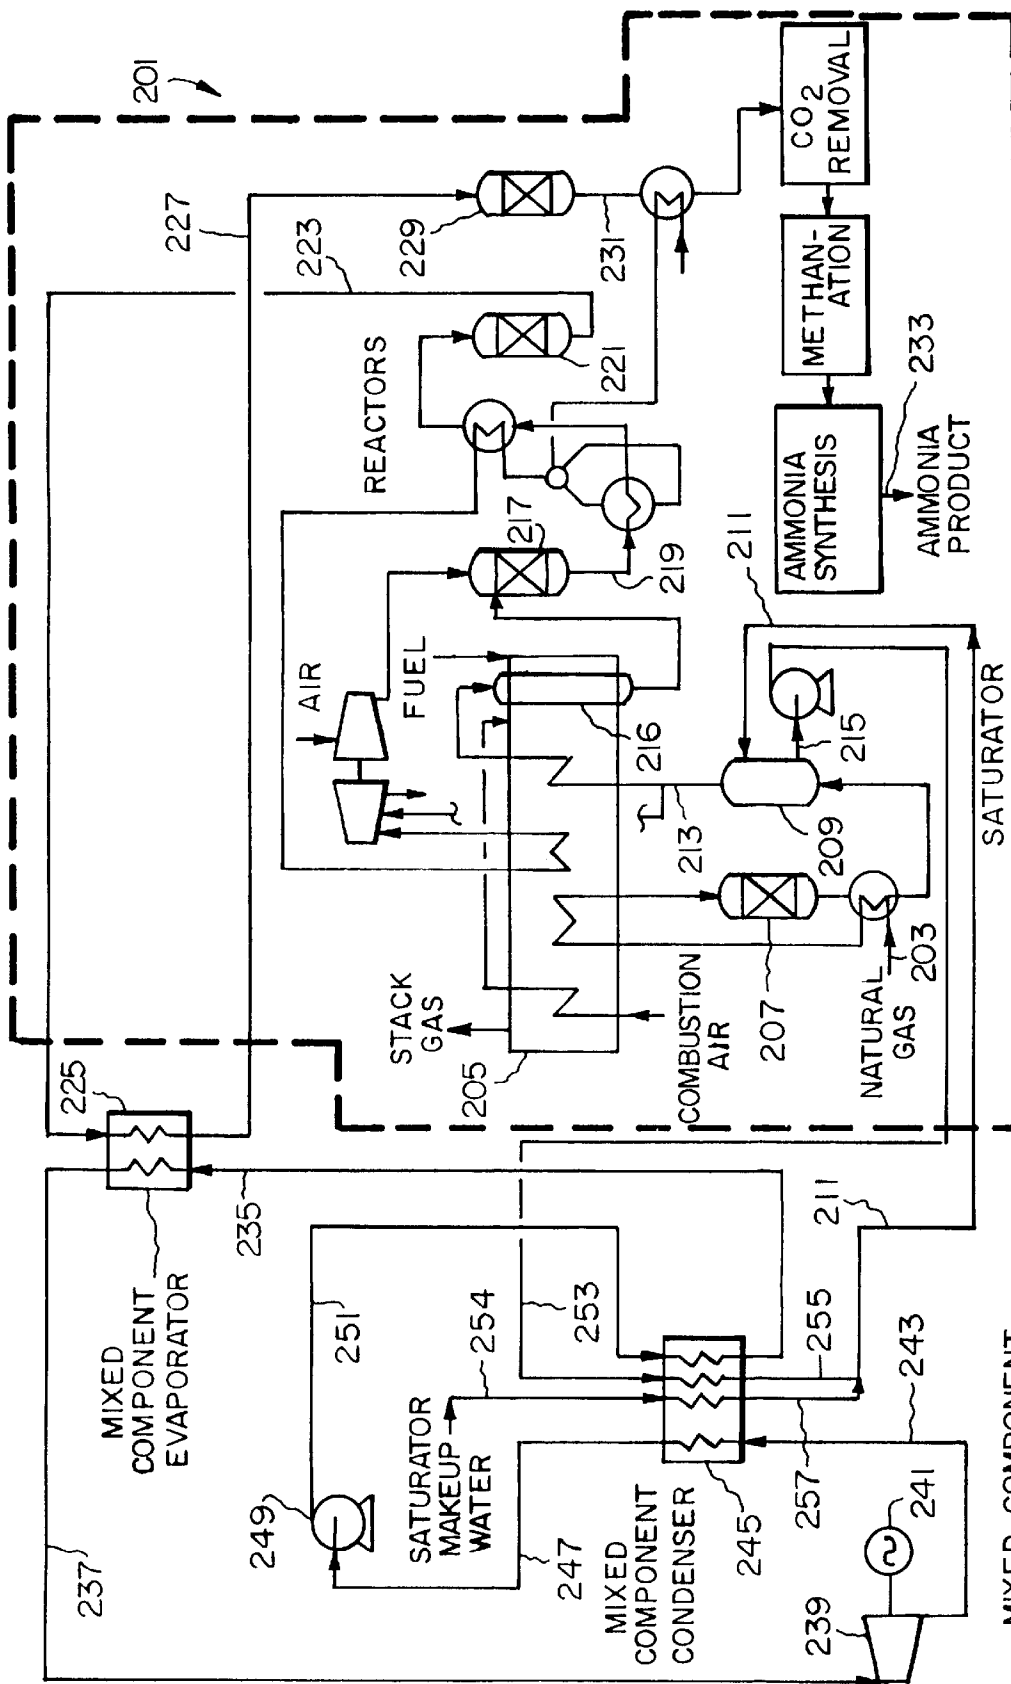 201
227
223
229
231
REACTORS
221
217
219
CO2
REMOVAL
METHAN-
ATION
AMMONIA
SYNTHESIS
233
AMMONIA
PRODUCT
AIR
FUEL
216
213
211
215
209
SATURATOR
207
203
NATURAL
GAS
COMBUSTION
AIR
STACK
GAS
205
225
235
MIXED
COMPONENT
EVAPORATOR
237
251
249
253
254
SATURATOR
MAKEUP
WATER
247
MIXED
COMPONENT
CONDENSER
245
255
257
211
243
241
239
MIXED COMPONENT